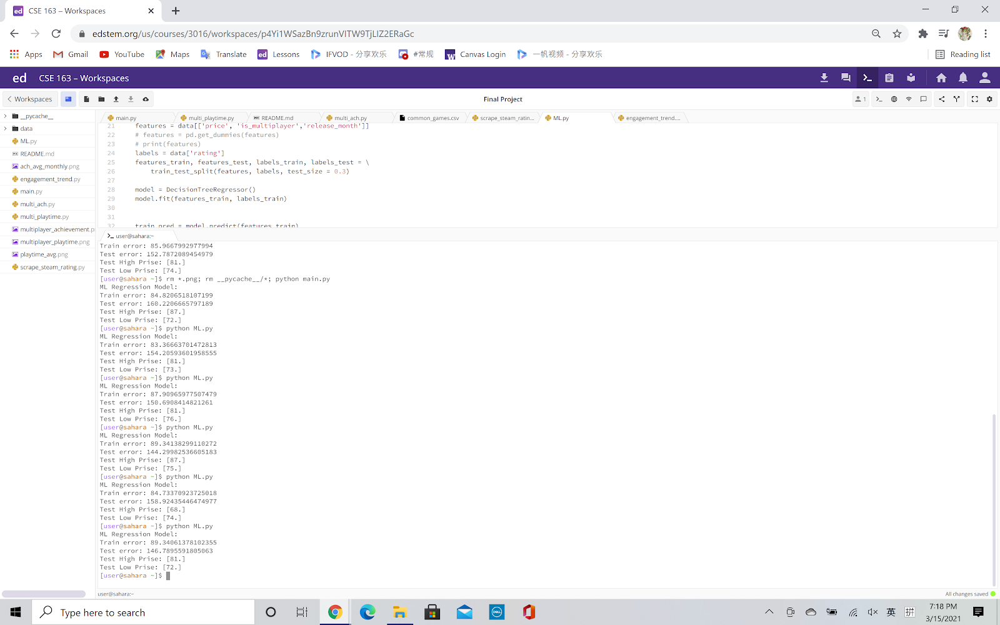 ed CSE 163 – Workspaces
edstem.org/us/courses/3016/workspaces/p4Yi1WSazBn9zrunVITW9TjLIZ2ERaGc
Apps Gmail YouTube Maps Translate ed Lessons IFVOD - 分享欢乐 #常规 W Canvas Login 一帆视频 - 分享欢乐 Reading list
ed CSE 163 – Workspaces
Workspaces Final Project 1
__pycache__
data
ML.py
README.md
ach_avg_monthly.png
engagement_trend.py
main.py
multi_ach.py
multi_playtime.py
multiplayer_achievement.p
multiplayer_playtime.png
playtime_avg.png
scrape_steam_rating.py
main.py multi_playtime.py README.md multi_ach.py common_games.csv scrape_steam_ratin... ML.py engagement_trend....
21 features = data[['price', 'is_multiplayer','release_month']]
22 # features = pd.get_dummies(features)
23 # print(features)
24 labels = data['rating']
25 features_train, features_test, labels_train, labels_test = \
26 train_test_split(features, labels, test_size = 0.3)
27
28 model = DecisionTreeRegressor()
29 model.fit(features_train, labels_train)
30
31
32 train_pred = model.predict(features_train)
user@sahara:~
Train error: 85.9667992977994
Test error: 152.7872089454979
Test High Prise: [81.]
Test Low Prise: [74.]
[user@sahara ~]$ rm *.png; rm __pycache__/*; python main.py
ML Regression Model:
Train error: 84.8206518107199
Test error: 160.2206665797189
Test High Prise: [87.]
Test Low Prise: [72.]
[user@sahara ~]$ python ML.py
ML Regression Model:
Train error: 83.36663701472813
Test error: 154.20593601958555
Test High Prise: [81.]
Test Low Prise: [73.]
[user@sahara ~]$ python ML.py
ML Regression Model:
Train error: 87.90965977507479
Test error: 150.6908414821261
Test High Prise: [81.]
Test Low Prise: [76.]
[user@sahara ~]$ python ML.py
ML Regression Model:
Train error: 89.34138299110272
Test error: 144.29982536605183
Test High Prise: [87.]
Test Low Prise: [75.]
[user@sahara ~]$ python ML.py
ML Regression Model:
Train error: 84.73370923725018
Test error: 158.92435446474977
Test High Prise: [68.]
Test Low Prise: [74.]
[user@sahara ~]$ python ML.py
ML Regression Model:
Train error: 89.34061378102355
Test error: 146.7895591805063
Test High Prise: [81.]
Test Low Prise: [72.]
[user@sahara ~]$
user@sahara:~ All changes saved
Type here to search DELL 英 拼 7:18 PM
3/15/2021